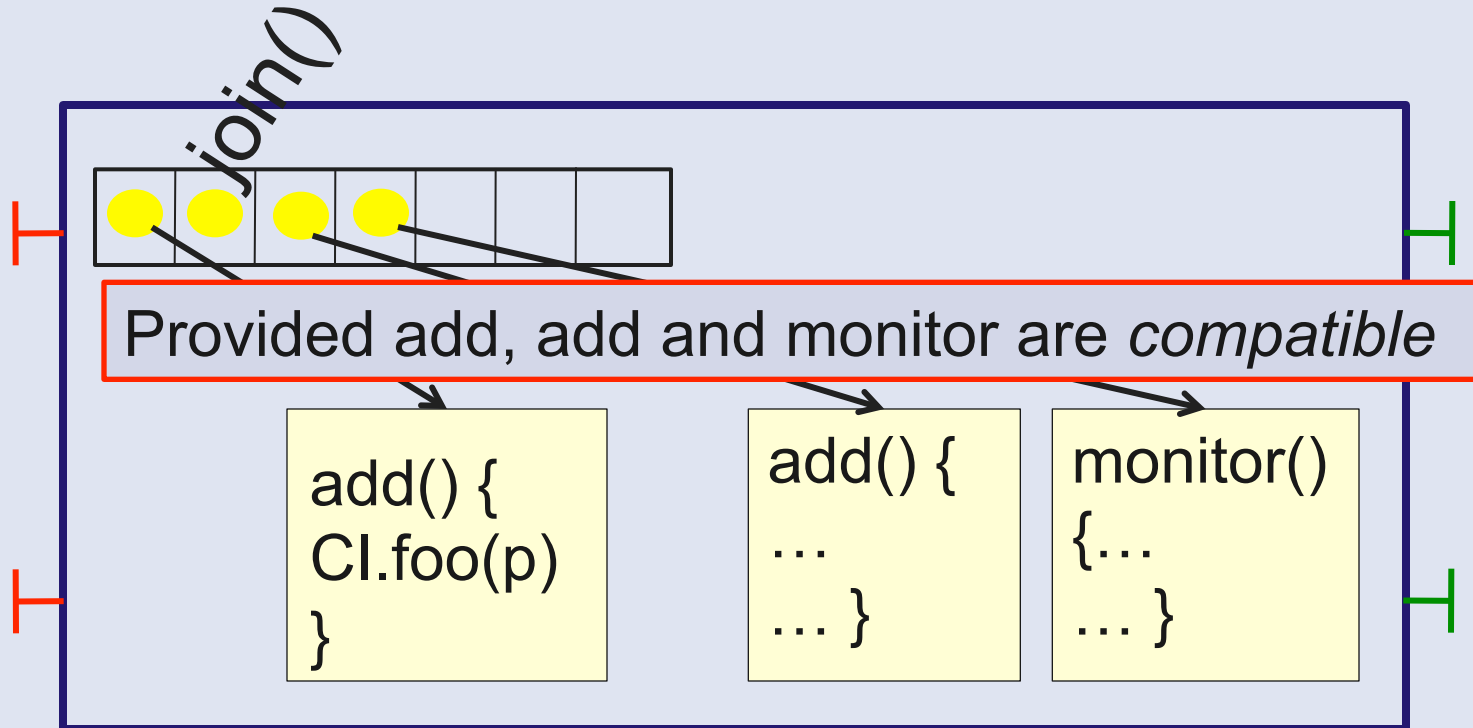 join()
Provided add, add and monitor are compatible
add() {
CI.foo(p)
}
add() {
…
… }
monitor()
{…
… }